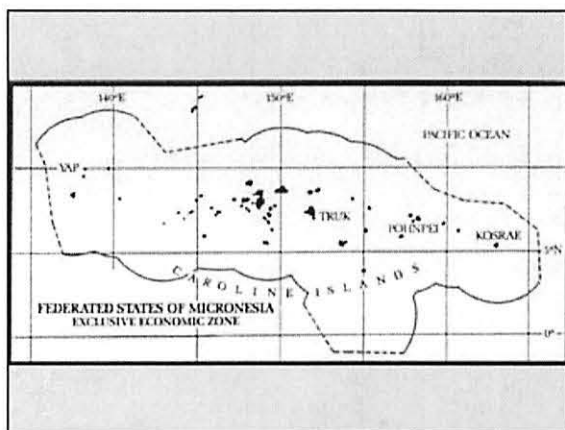 140°E 150°E 160°E
PACIFIC OCEAN
YAP
TRUK
POHNPEI
KOSRAE
5°N
CAROLINE ISLANDS
FEDERATED STATES OF MICRONESIA
EXCLUSIVE ECONOMIC ZONE
0°